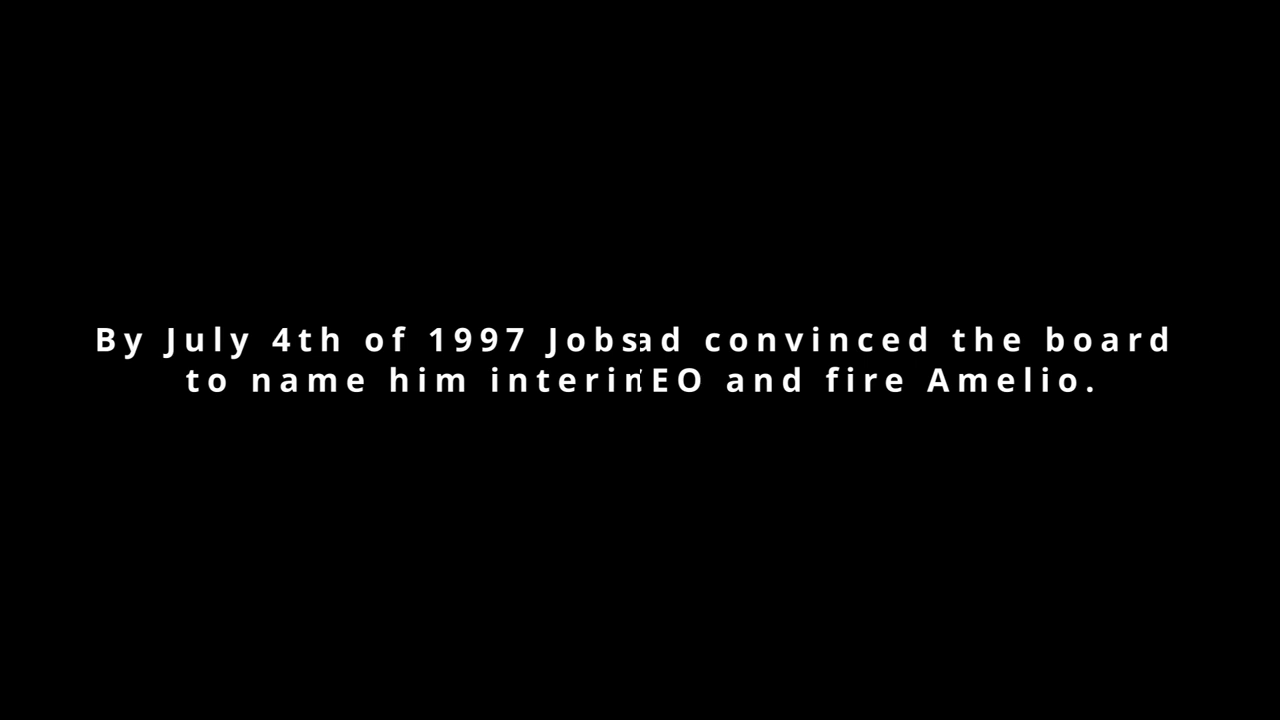 By July 4th of 1997 Jobsad convinced the board
to name him interinEO and fire Amelio.